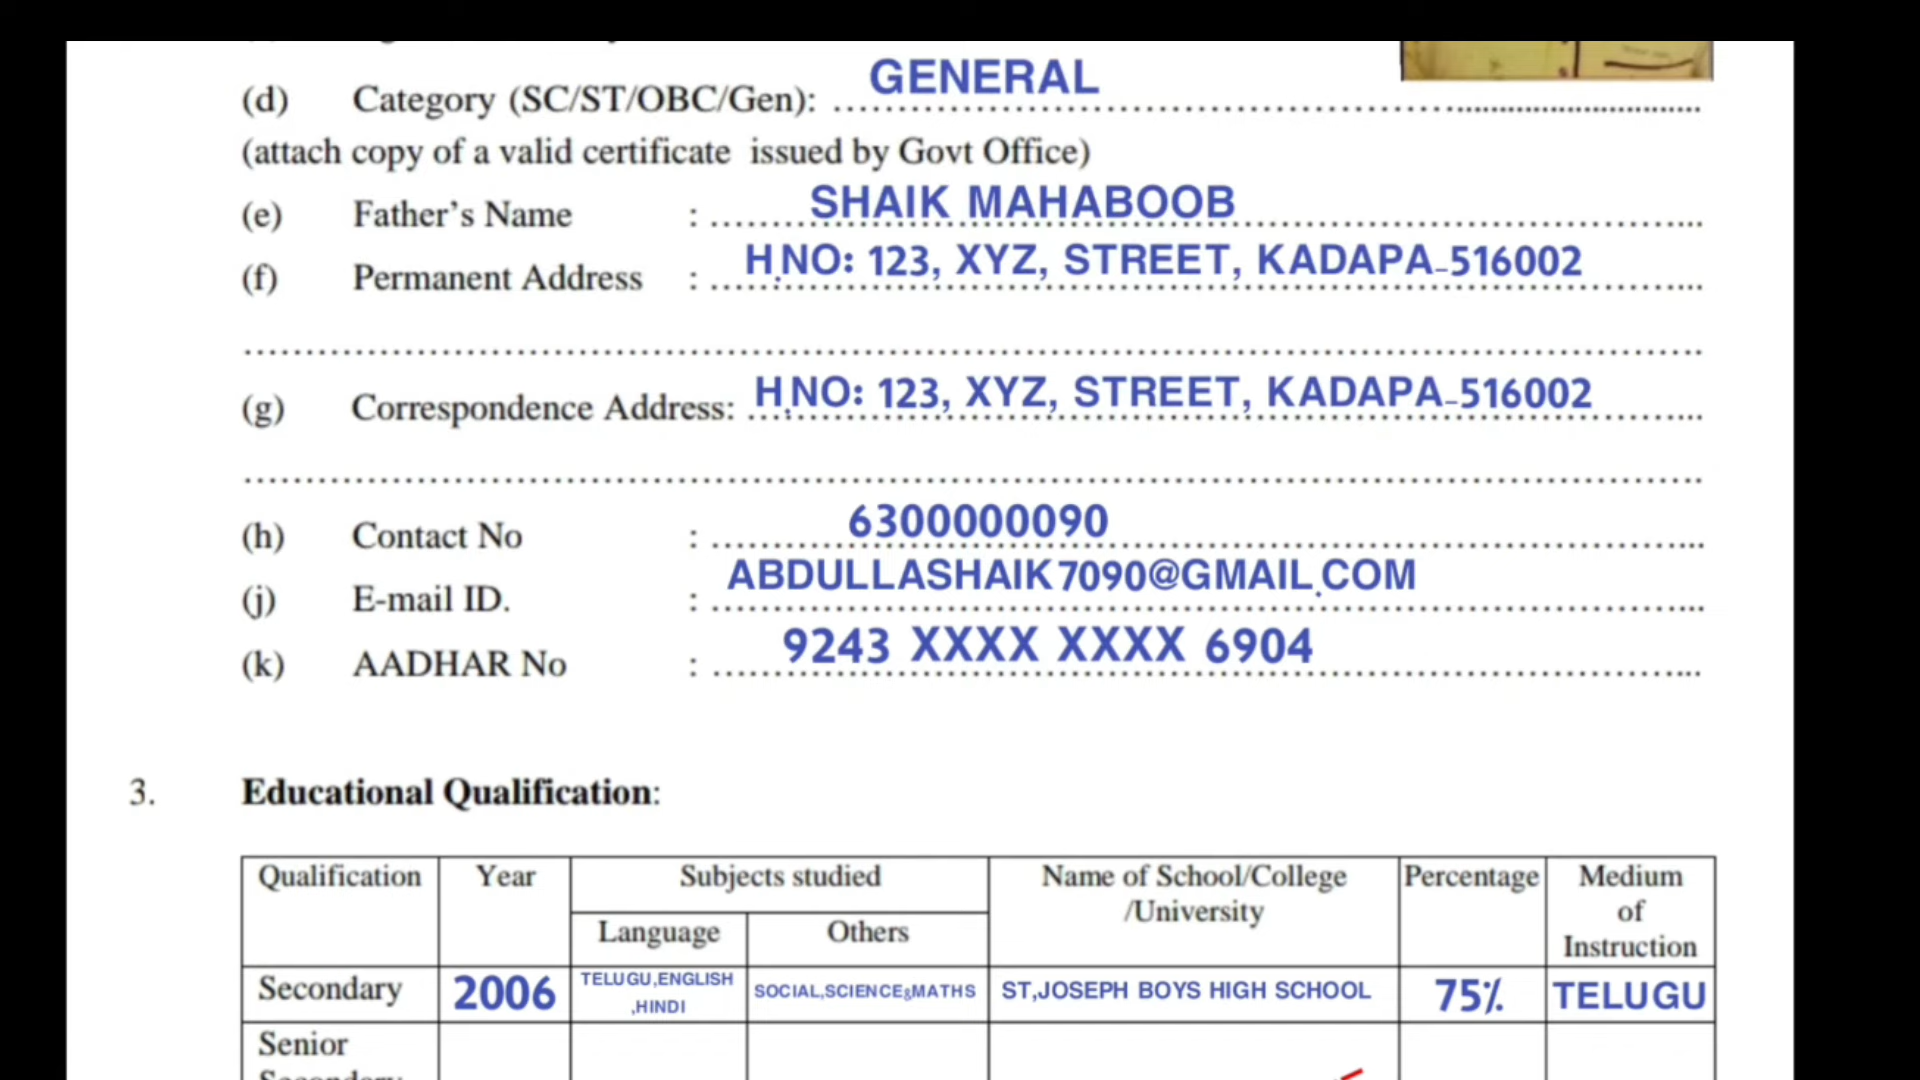 (d) Category (SC/ST/OBC/Gen): GENERAL
(attach copy of a valid certificate issued by Govt Office)
(e) Father's Name : SHAIK MAHABOOB
(f) Permanent Address : H.NO: 123, XYZ, STREET, KADAPA-516002
(g) Correspondence Address: H.NO: 123, XYZ, STREET, KADAPA-516002
(h) Contact No : 6300000090
(j) E-mail ID. : ABDULLASHAIK7090@GMAIL.COM
(k) AADHAR No : 9243 XXXX XXXX 6904
3. Educational Qualification:
Qualification Year Subjects studied Name of School/College /University Percentage Medium of Instruction
Language Others
Secondary 2006 TELUGU,ENGLISH ,HINDI SOCIAL,SCIENCE&MATHS ST,JOSEPH BOYS HIGH SCHOOL 75% TELUGU
Senior
Secondary